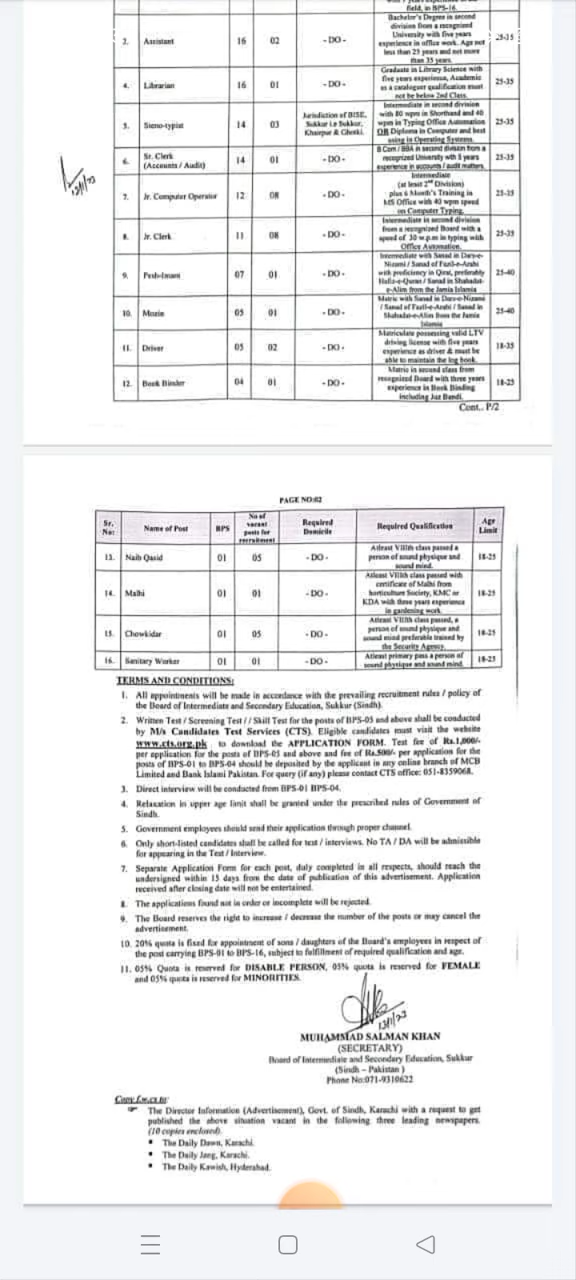 field, in BPS-16.
3. Assistant 16 02 - DO - Bachelor's Degree in second
division from a recognized
University with five years
experience in office work. Age not
less than 25 years and not more
than 35 years. 25-35
4. Librarian 16 01 - DO - Graduate in Library Science with
five years experience, Academic
as a cataloguer qualification must
not be below 2nd Class. 25-35
5. Steno-typist 14 03 Jurisdiction of BISE,
Sukkur i.e Sukkur,
Khairpur & Ghotki. Intermediate in second division
with 80 wpm in Shorthand and 40
wpm in Typing Office Automation
OR Diploma in Computer and best
using in Operating Systems. 25-35
6. Sr. Clerk
(Accounts / Audit) 14 01 - DO - B Com / BBA in second division from a
recognized University with 5 years
experience in accounts / audit matters. 25-35
7. Jr. Computer Operator 12 08 - DO - Intermediate
(at least 2nd Division)
plus 6 Month's Training in
MS Office with 40 wpm speed
on Computer Typing. 25-35
8. Jr. Clerk 11 08 - DO - Intermediate in second division
from a recognized Board with a
speed of 30 w.p.m in typing with
Office Automation. 25-35
9. Pesh-Imam 07 01 - DO - Intermediate with Sanad in Dars-e-
Nizami / Sanad of Fazil-e-Arabi
with proficiency in Qirat, preferably
Hafiz-e-Quran / Sanad in Shahadat-
e-Alim from the Jamia Islamia 25-40
10. Mozin 05 01 - DO - Matric with Sanad in Dars-e-Nizami
/ Sanad of Fazil-e-Arabi / Sanad in
Shahadat-e-Alim from the Jamia
Islamia 25-40
11. Driver 05 02 - DO - Matriculate possessing valid LTV
driving license with five years
experience as driver & must be
able to maintain the log book. 18-35
12. Book Binder 04 01 - DO - Matric in second class from
recognized Board with three years
experience in Book Binding
including Juz Bandi. 18-25
Cont.. P/2
13/1/23
PAGE NO:02
Sr.
No: Name of Post BPS No of
vacant
posts for
recruitment Required
Domicile Required Qualification Age
Limit
13. Naib Qasid 01 05 - DO - Atleast VIIIth class passed a
person of sound physique and
sound mind. 18-25
14. Malhi 01 01 - DO - Atleast VIIIth class passed with
certificate of Malhi from
horticulture Society, KMC or
KDA with three years experience
in gardening work. 18-25
15. Chowkidar 01 05 - DO - Atleast VIIIth class passed, a
person of sound physique and
sound mind preferable trained by
the Security Agency. 18-25
16. Sanitary Worker 01 01 - DO - Atleast primary pass a person of
sound physique and sound mind. 18-25
TERMS AND CONDITIONS:
1. All appointments will be made in accordance with the prevailing recruitment rules / policy of
the Board of Intermediate and Secondary Education, Sukkur (Sindh).
2. Written Test / Screening Test // Skill Test for the posts of BPS-05 and above shall be conducted
by M/s Candidates Test Services (CTS). Eligible candidates must visit the website
www.cts.org.pk to download the APPLICATION FORM. Test fee of Rs.1,000/-
per application for the posts of BPS-05 and above and fee of Rs.500/- per application for the
posts of BPS-01 to BPS-04 should be deposited by the applicant in any online branch of MCB
Limited and Bank Islami Pakistan. For query (if any) please contact CTS office: 051-8359068.
3. Direct interview will be conducted from BPS-01 BPS-04.
4. Relaxation in upper age limit shall be granted under the prescribed rules of Government of
Sindh.
5. Government employees should send their application through proper channel.
6. Only short-listed candidates shall be called for test / interviews. No TA / DA will be admissible
for appearing in the Test / Interview.
7. Separate Application Form for each post, duly completed in all respects, should reach the
undersigned within 15 days from the date of publication of this advertisement. Application
received after closing date will not be entertained.
8. The applications found not in order or incomplete will be rejected.
9. The Board reserves the right to increase / decrease the number of the posts or may cancel the
advertisement.
10. 20% quota is fixed for appointment of sons / daughters of the Board's employees in respect of
the post carrying BPS-01 to BPS-16, subject to fulfillment of required qualification and age.
11. 05% Quota is reserved for DISABLE PERSON, 05% quota is reserved for FEMALE
and 05% quota is reserved for MINORITIES.
13/1/23
MUHAMMAD SALMAN KHAN
(SECRETARY)
Board of Intermediate and Secondary Education, Sukkur
(Sindh - Pakistan )
Phone No:071-9310622
Copy f.w.cs to:
☞ The Director Information (Advertisement), Govt. of Sindh, Karachi with a request to get
published the above situation vacant in the following three leading newspapers.
(10 copies enclosed).
▪ The Daily Dawn, Karachi.
▪ The Daily Jang, Karachi.
▪ The Daily Kawish, Hyderabad.